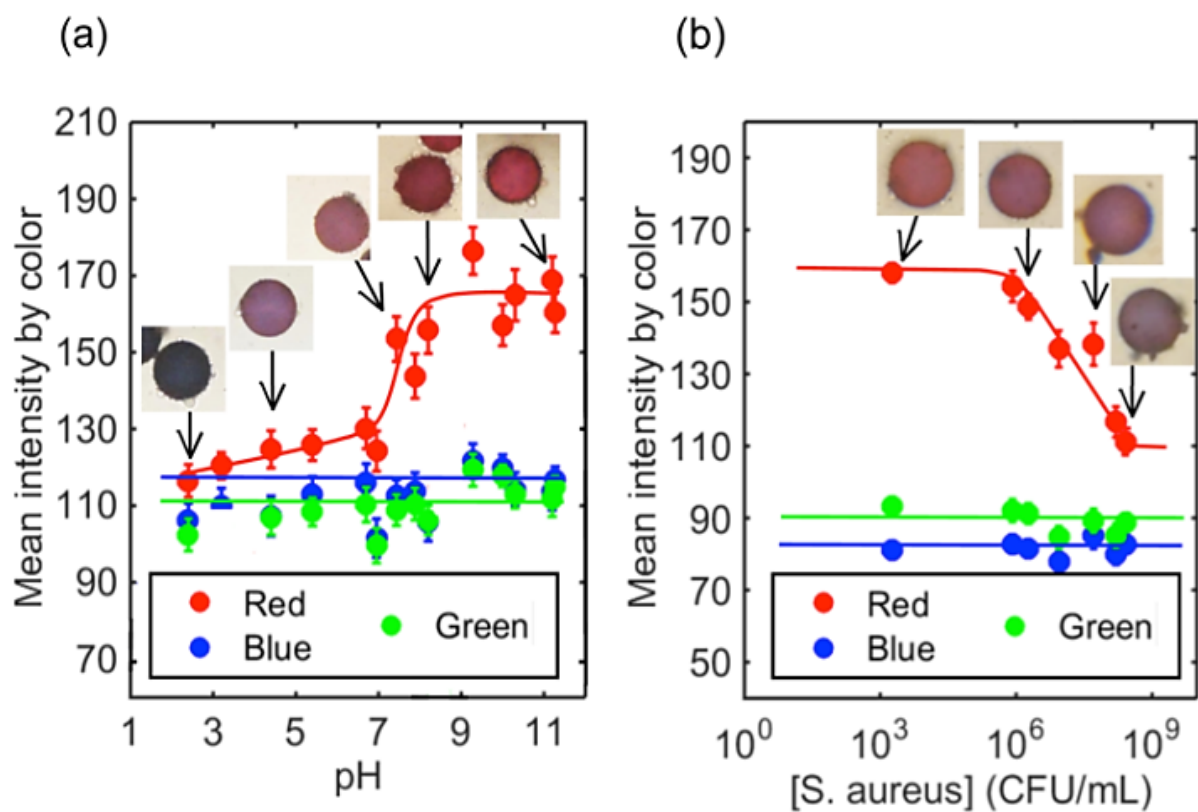 (a)
(b)
Mean intensity by color
210
190
170
150
130
110
90
70
Red
Blue
Green
1 3 5 7 9 11
pH
Mean intensity by color
190
170
150
130
110
90
70
50
Red
Blue
Green
10^0 10^3 10^6 10^9
[S. aureus] (CFU/mL)